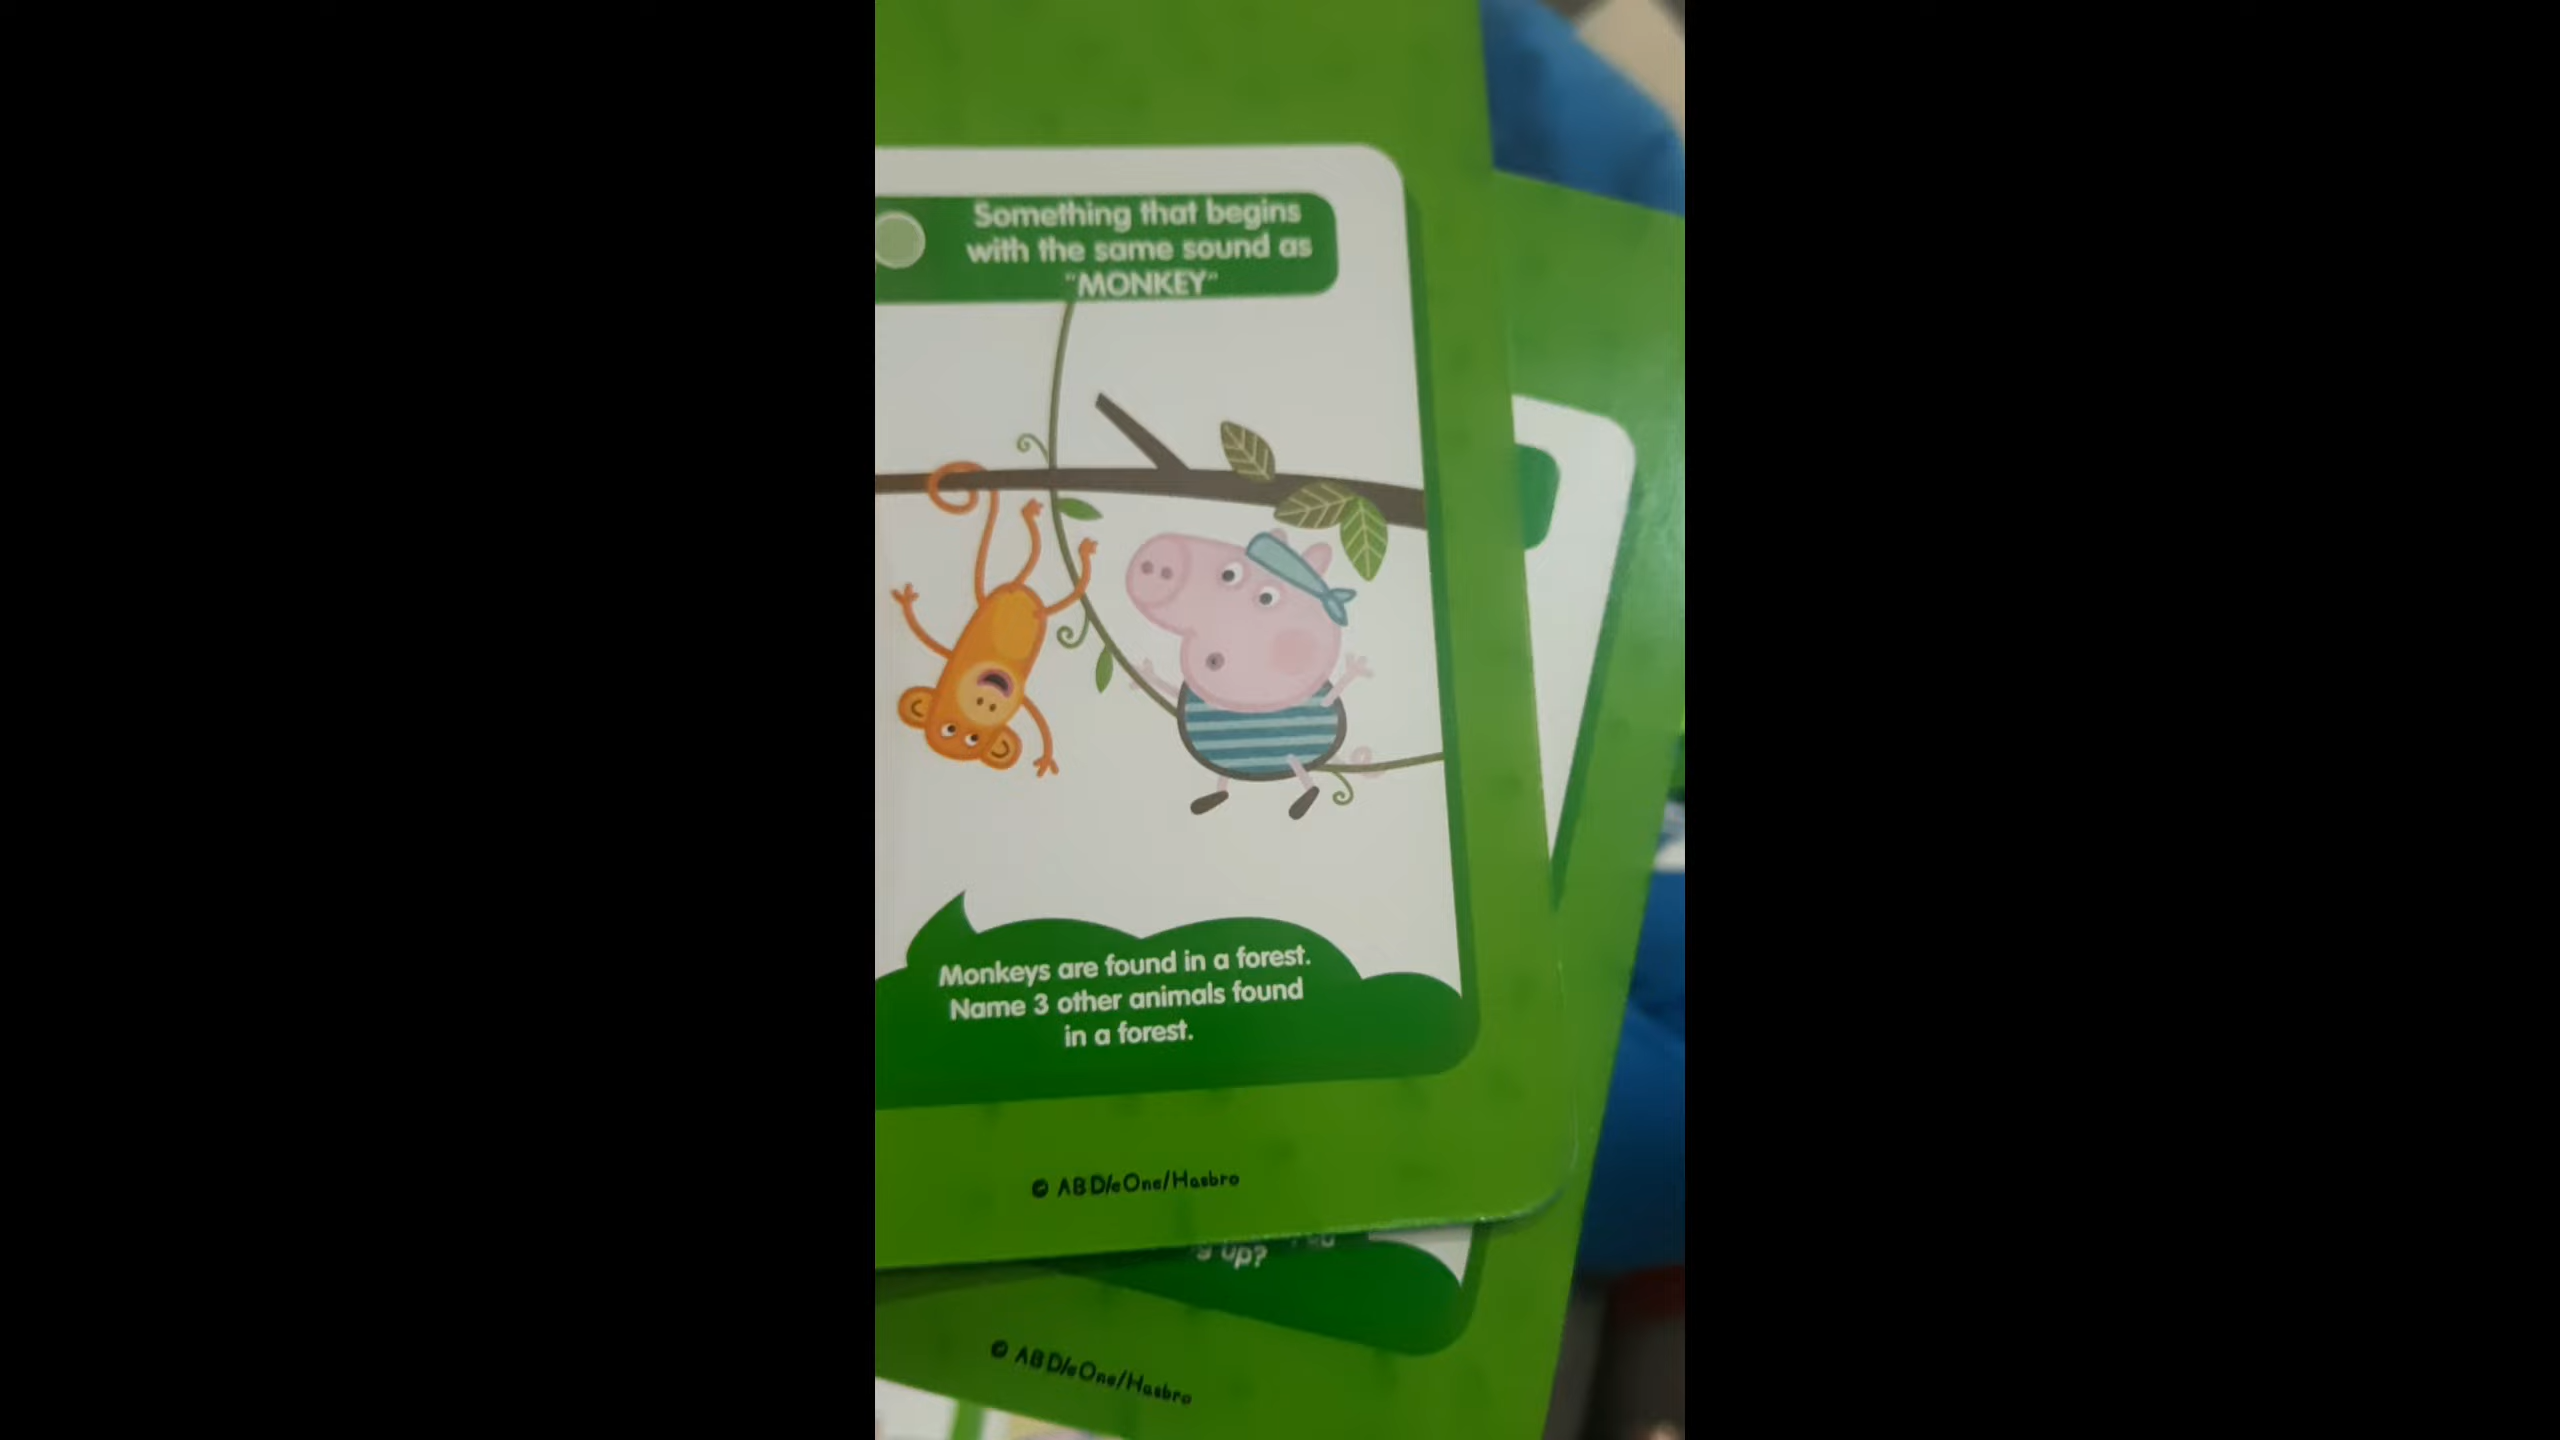 Something that begins
with the same sound as
"MONKEY"
Monkeys are found in a forest.
Name 3 other animals found
in a forest.
© ABD/eOne/Hasbro
up?
© ABD/eOne/Hasbro